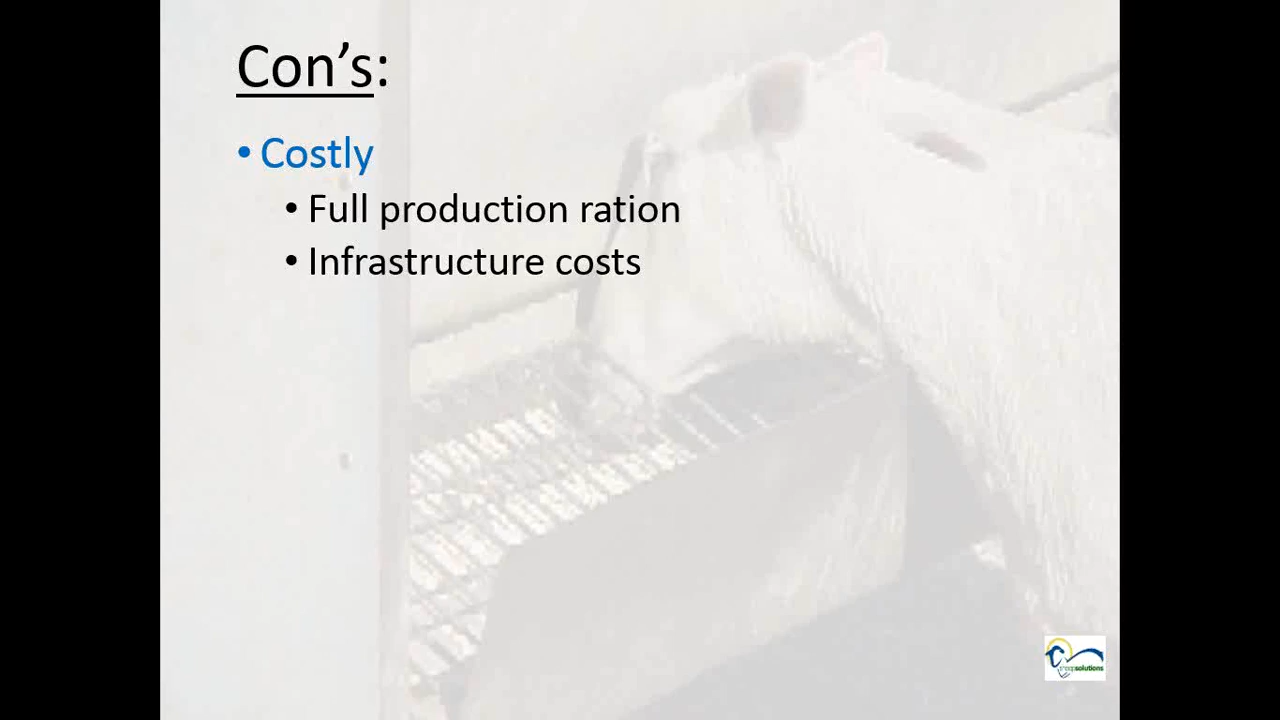 Con's:
• Costly
• Full production ration
• Infrastructure costs